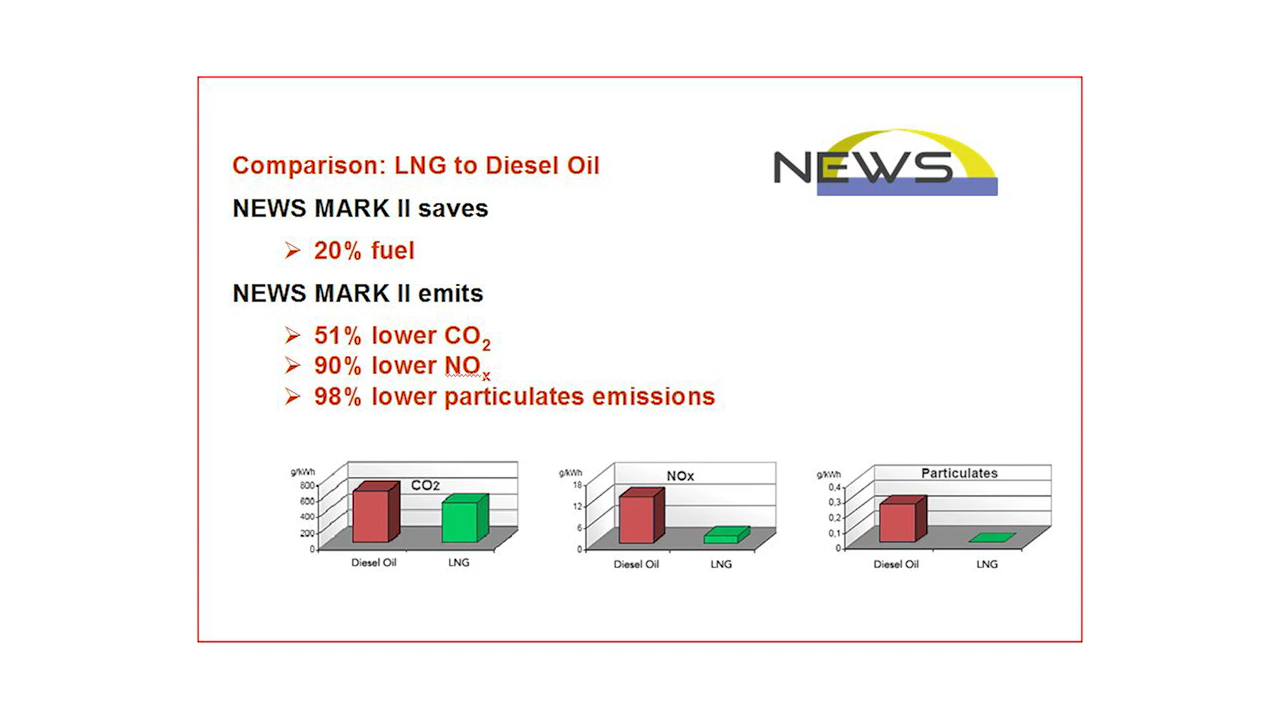 NEWS
Comparison: LNG to Diesel Oil
NEWS MARK II saves
➢ 20% fuel
NEWS MARK II emits
➢ 51% lower CO₂
➢ 90% lower NOₓ
➢ 98% lower particulates emissions
g/kWh
CO2
800
600
400
200
0
Diesel Oil
LNG
g/kWh
NOx
18
12
6
0
Diesel Oil
LNG
g/kWh
Particulates
0,4
0,3
0,2
0,1
0
Diesel Oil
LNG